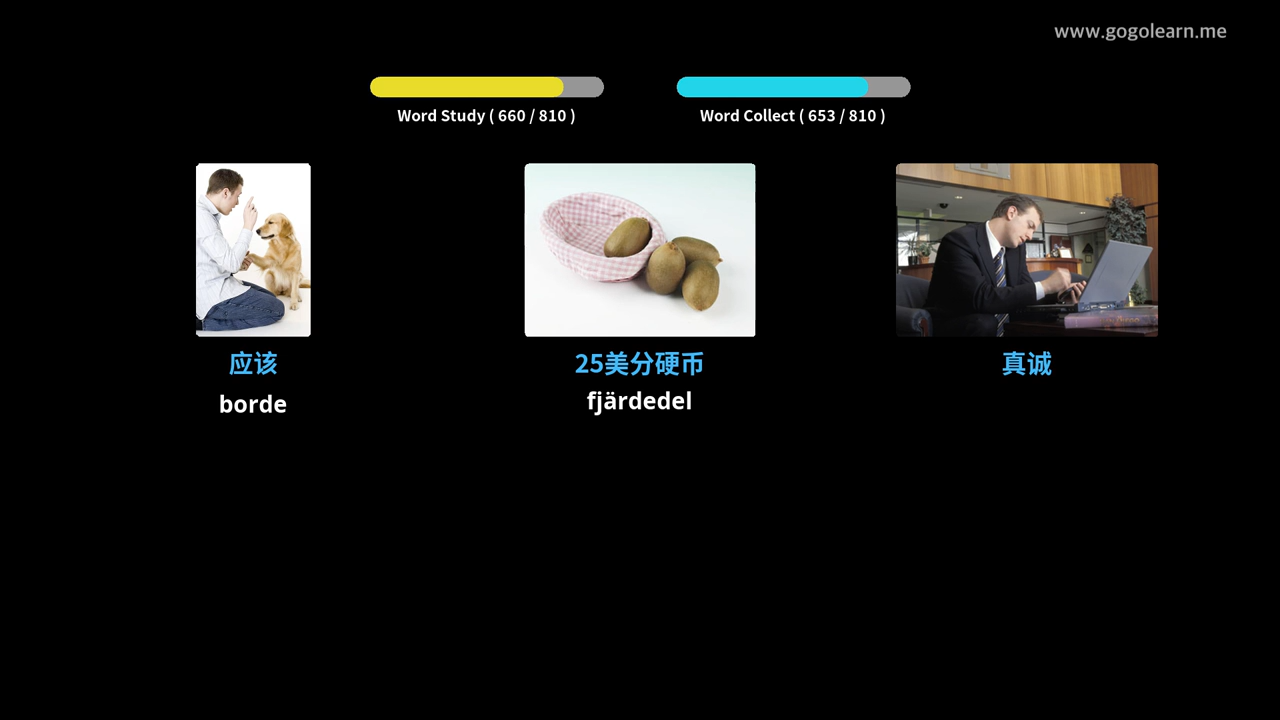 www.gogolearn.me
Word Study ( 660 / 810 )
Word Collect ( 653 / 810 )
应该
borde
25美分硬币
fjärdedel
真诚